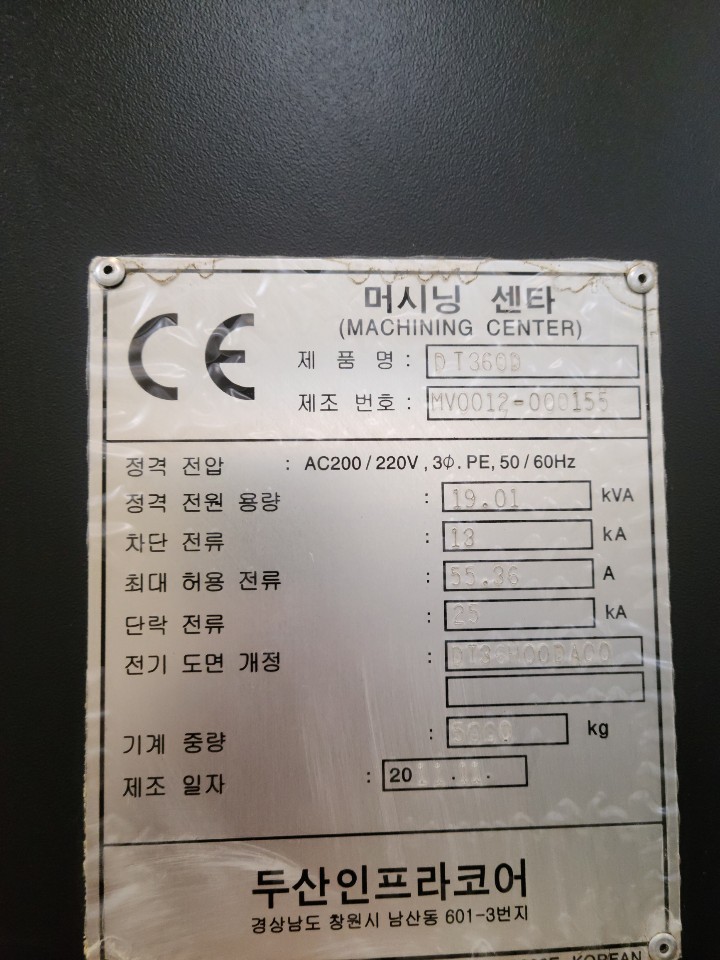 CE
머시닝 센타
(MACHINING CENTER)
제 품 명 : DT360D
제조 번호 : MV0012-000155
정격 전압 : AC200 / 220V , 3Φ. PE, 50 / 60Hz
정격 전원 용량 : 19.01 kVA
차단 전류 : 18 kA
최대 허용 전류 : 55.36 A
단락 전류 : 25 kA
전기 도면 개정 :
기계 중량 : kg
제조 일자 : 2011.11.
두산인프라코어
경상남도 창원시 남산동 601-3번지
KOREAN